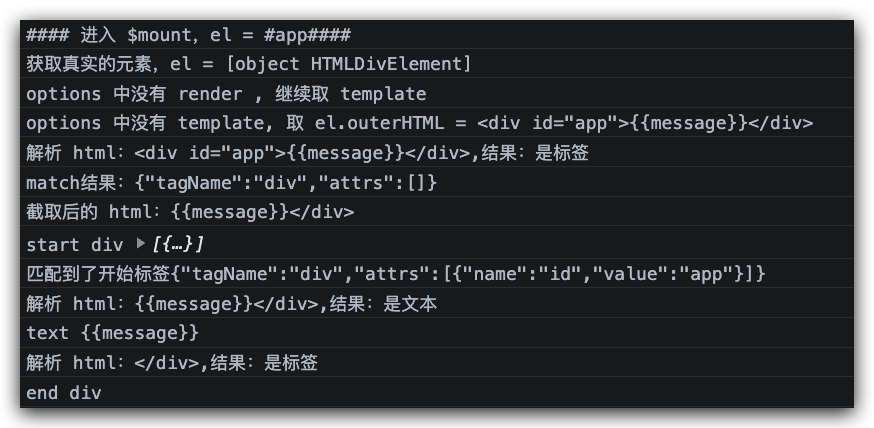 #### 进入 $mount，el = #app####
获取真实的元素，el = [object HTMLDivElement]
options 中没有 render , 继续取 template
options 中没有 template, 取 el.outerHTML = <div id="app">{{message}}</div>
解析 html：<div id="app">{{message}}</div>,结果：是标签
match结果：{"tagName":"div","attrs":[]}
截取后的 html：{{message}}</div>
start div ▶ [{…}]
匹配到了开始标签{"tagName":"div","attrs":[{"name":"id","value":"app"}]}
解析 html：{{message}}</div>,结果：是文本
text {{message}}
解析 html：</div>,结果：是标签
end div